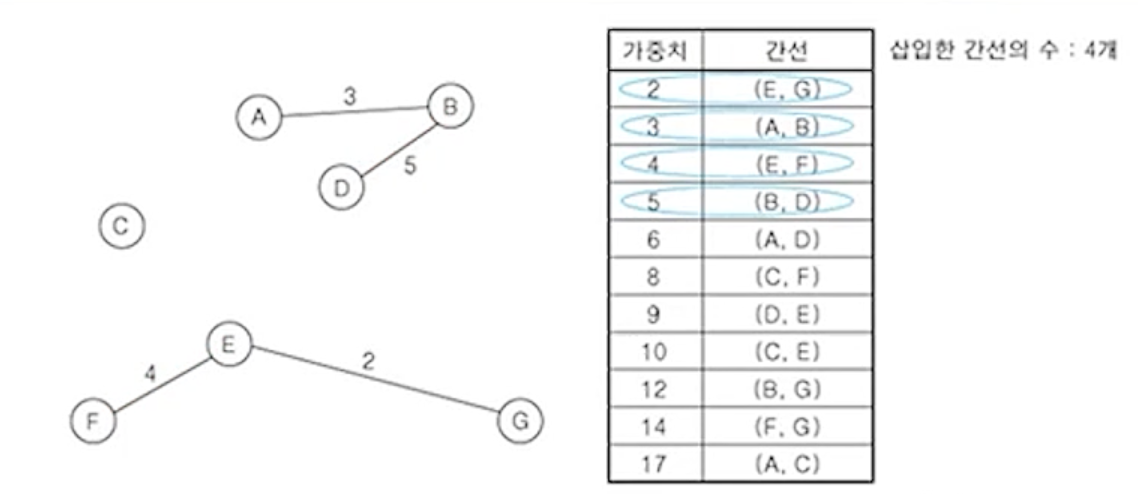 A
3
B
5
D
C
E
4
2
F
G
가중치 간선
2 (E, G)
3 (A, B)
4 (E, F)
5 (B, D)
6 (A, D)
8 (C, F)
9 (D, E)
10 (C, E)
12 (B, G)
14 (F, G)
17 (A, C)
삽입한 간선의 수 : 4개